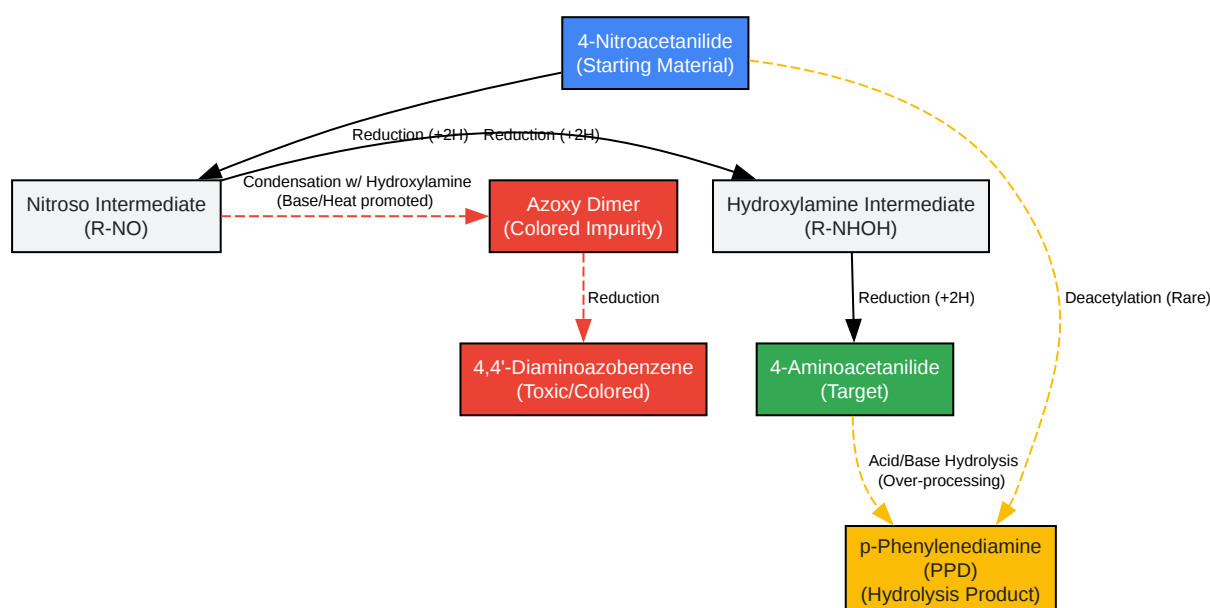 4-Nitroacetanilide
(Starting Material)
Reduction (+2H)
Reduction (+2H)
Condensation w/ Hydroxylamine
(Base/Heat promoted)
Nitroso Intermediate
(R-NO)
Azoxy Dimer
(Colored Impurity)
Hydroxylamine Intermediate
(R-NHOH)
Reduction
Reduction (+2H)
Deacetylation (Rare)
4,4'-Diaminoazobenzene
(Toxic/Colored)
4-Aminoacetanilide
(Target)
Acid/Base Hydrolysis
(Over-processing)
p-Phenylenediamine
(PPD)
(Hydrolysis Product)